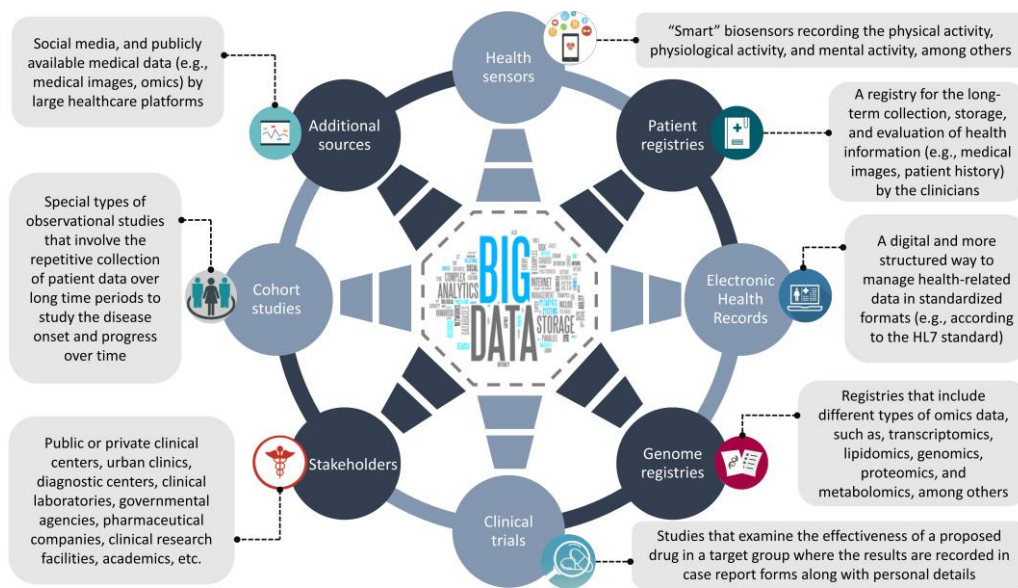 Social media, and publicly
available medical data (e.g.,
medical images, omics) by
large healthcare platforms
Health
sensors
"Smart" biosensors recording the physical activity,
physiological activity, and mental activity, among
others
Additional
sources
Patient
registries
A registry for the long-
term collection, storage,
and evaluation of health
information (e.g., medical
images, patient history)
by the clinicians
Special types of
observational studies
that involve the
repetitive collection
of patient data over
long time periods to
study the disease
onset and progress
over time
Cohort
studies
BIG
DATA
ANALYTICS
STORAGE
COMPLEX
INTERNET
SETS
Electronic
Health
Records
A digital and more
structured way to
manage health-related
data in standardized
formats (e.g., according
to the HL7 standard)
Public or private clinical
centers, urban clinics,
diagnostic centers, clinical
laboratories, governmental
agencies, pharmaceutical
companies, clinical research
facilities, academics, etc.
Stakeholders
Genome
registries
Registries that include
different types of omics data,
such as, transcriptomics,
lipidomics, genomics,
proteomics, and
metabolomics, among others
Clinical
trials
Studies that examine the effectiveness of a proposed
drug in a target group where the results are recorded in
case report forms along with personal details